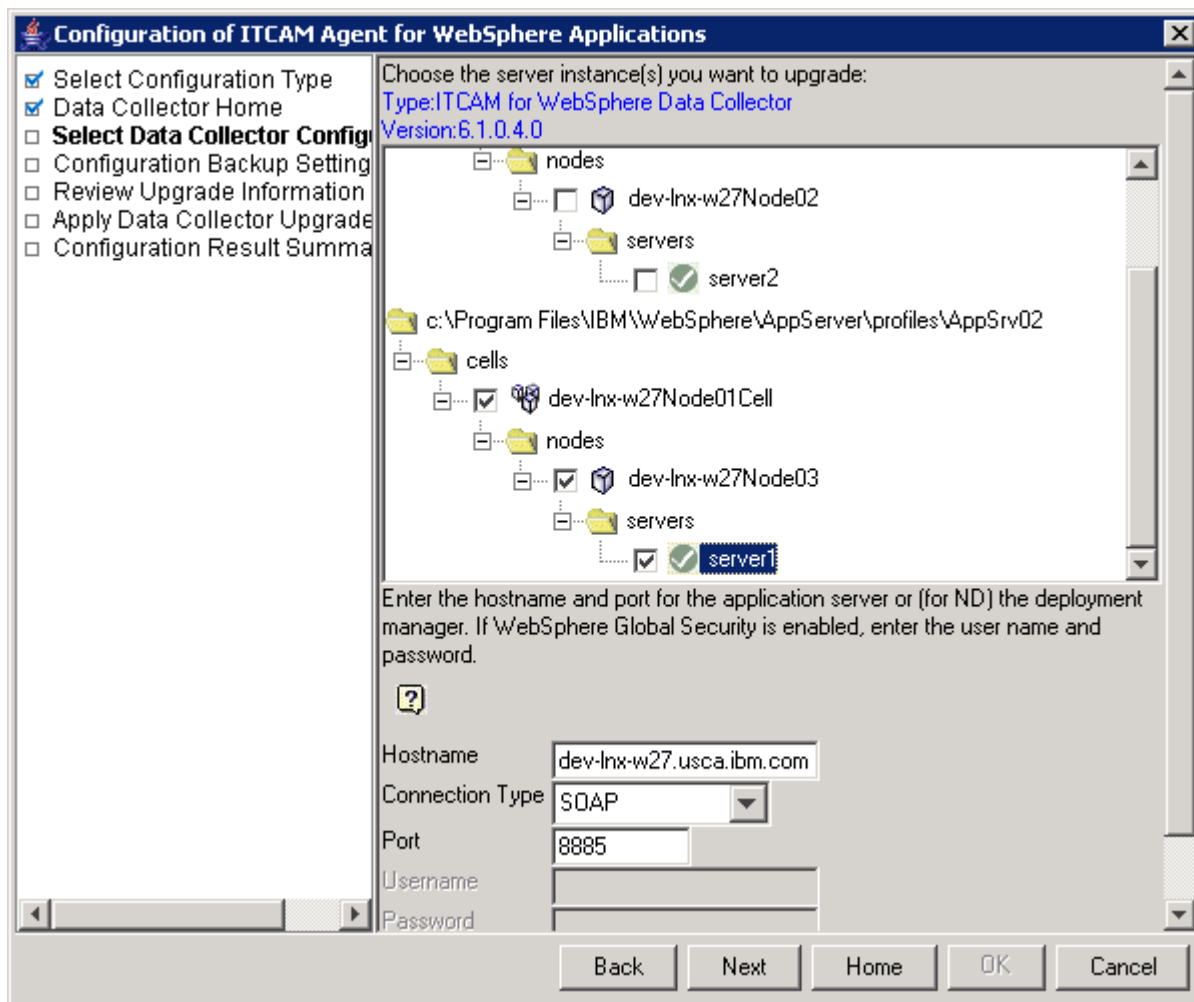 Configuration of ITCAM Agent for WebSphere Applications
Select Configuration Type
Data Collector Home
Select Data Collector Configu
Configuration Backup Setting
Review Upgrade Information
Apply Data Collector Upgrade
Configuration Result Summa
Choose the server instance(s) you want to upgrade:
Type:ITCAM for WebSphere Data Collector
Version:6.1.0.4.0
nodes
dev-lnx-w27Node02
servers
server2
c:\Program Files\IBM\WebSphere\AppServer\profiles\AppSrv02
cells
dev-lnx-w27Node01Cell
nodes
dev-lnx-w27Node03
servers
server1
Enter the hostname and port for the application server or (for ND) the deployment
manager. If WebSphere Global Security is enabled, enter the user name and
password.
?
Hostname
dev-lnx-w27.usca.ibm.com
Connection Type
SOAP
Port
8885
Username
Password
Back
Next
Home
OK
Cancel